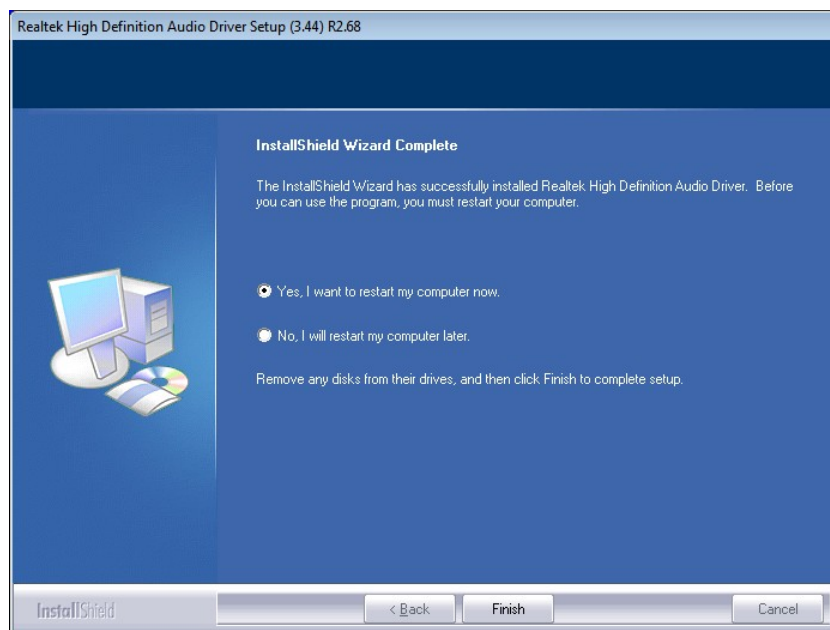 Realtek High Definition Audio Driver Setup (3.44) R2.68
InstallShield Wizard Complete
The InstallShield Wizard has successfully installed Realtek High Definition Audio Driver. Before
you can use the program, you must restart your computer.
Yes, I want to restart my computer now.
No, I will restart my computer later.
Remove any disks from their drives, and then click Finish to complete setup.
InstallShield
< Back
Finish
Cancel